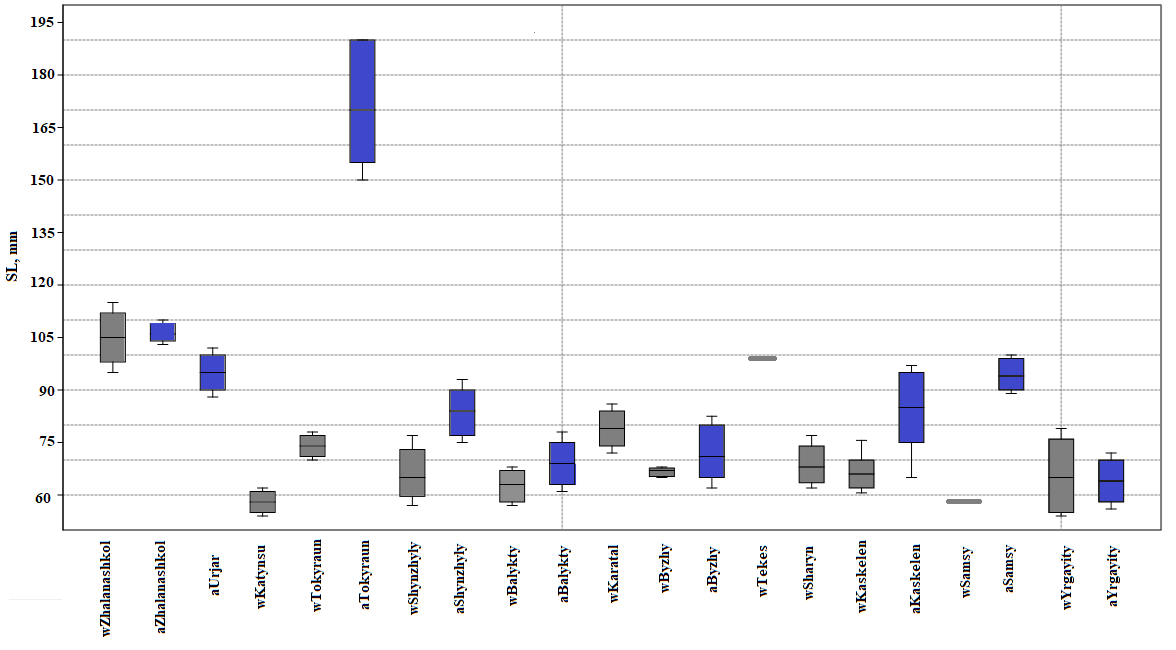 195
180
165
150
135
120
105
90
75
60
SL, mm
wZhalanashkol
aZhalanashkol
aUrjar
wKatynsu
wTokyraun
aTokyraun
wShynzhyly
aShynzhyly
wBalykty
aBalykty
wKaratal
wByzhy
aByzhy
wTekes
wSharyn
wKaskelen
aKaskelen
wSamsy
aSamsy
wYrgayity
aYrgayity